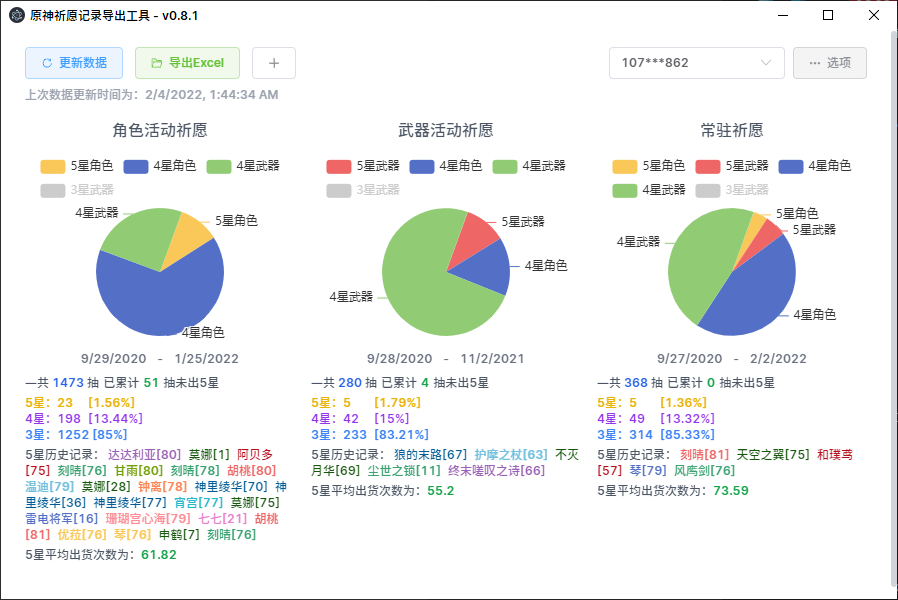 原神祈愿记录导出工具 - v0.8.1
更新数据 导出Excel + 107***862 ··· 选项
上次数据更新时间为：2/4/2022, 1:44:34 AM
角色活动祈愿
5星角色 4星角色 4星武器
3星武器
4星武器
5星角色
4星角色
9/29/2020 - 1/25/2022
一共 1473 抽 已累计 51 抽未出5星
5星：23 [1.56%]
4星：198 [13.44%]
3星：1252 [85%]
5星历史记录： 达达利亚[80] 莫娜[1] 阿贝多
[75] 刻晴[76] 甘雨[80] 刻晴[78] 胡桃[80]
温迪[79] 莫娜[28] 钟离[78] 神里绫华[70] 神
里绫华[36] 神里绫华[77] 宵宫[77] 莫娜[75]
雷电将军[16] 珊瑚宫心海[79] 七七[21] 胡桃
[81] 优菈[76] 琴[76] 申鹤[7] 刻晴[76]
5星平均出货次数为：61.82
武器活动祈愿
5星武器 4星角色 4星武器
3星武器
5星武器
4星角色
4星武器
9/28/2020 - 11/2/2021
一共 280 抽 已累计 4 抽未出5星
5星：5 [1.79%]
4星：42 [15%]
3星：233 [83.21%]
5星历史记录： 狼的末路[67] 护摩之杖[63] 不灭
月华[69] 尘世之锁[11] 终末嗟叹之诗[66]
5星平均出货次数为：55.2
常驻祈愿
5星角色 5星武器 4星角色
4星武器 3星武器
5星角色
5星武器
4星武器
4星角色
9/27/2020 - 2/2/2022
一共 368 抽 已累计 0 抽未出5星
5星：5 [1.36%]
4星：49 [13.32%]
3星：314 [85.33%]
5星历史记录： 刻晴[81] 天空之翼[75] 和璞鸢
[57] 琴[79] 风鹰剑[76]
5星平均出货次数为：73.59